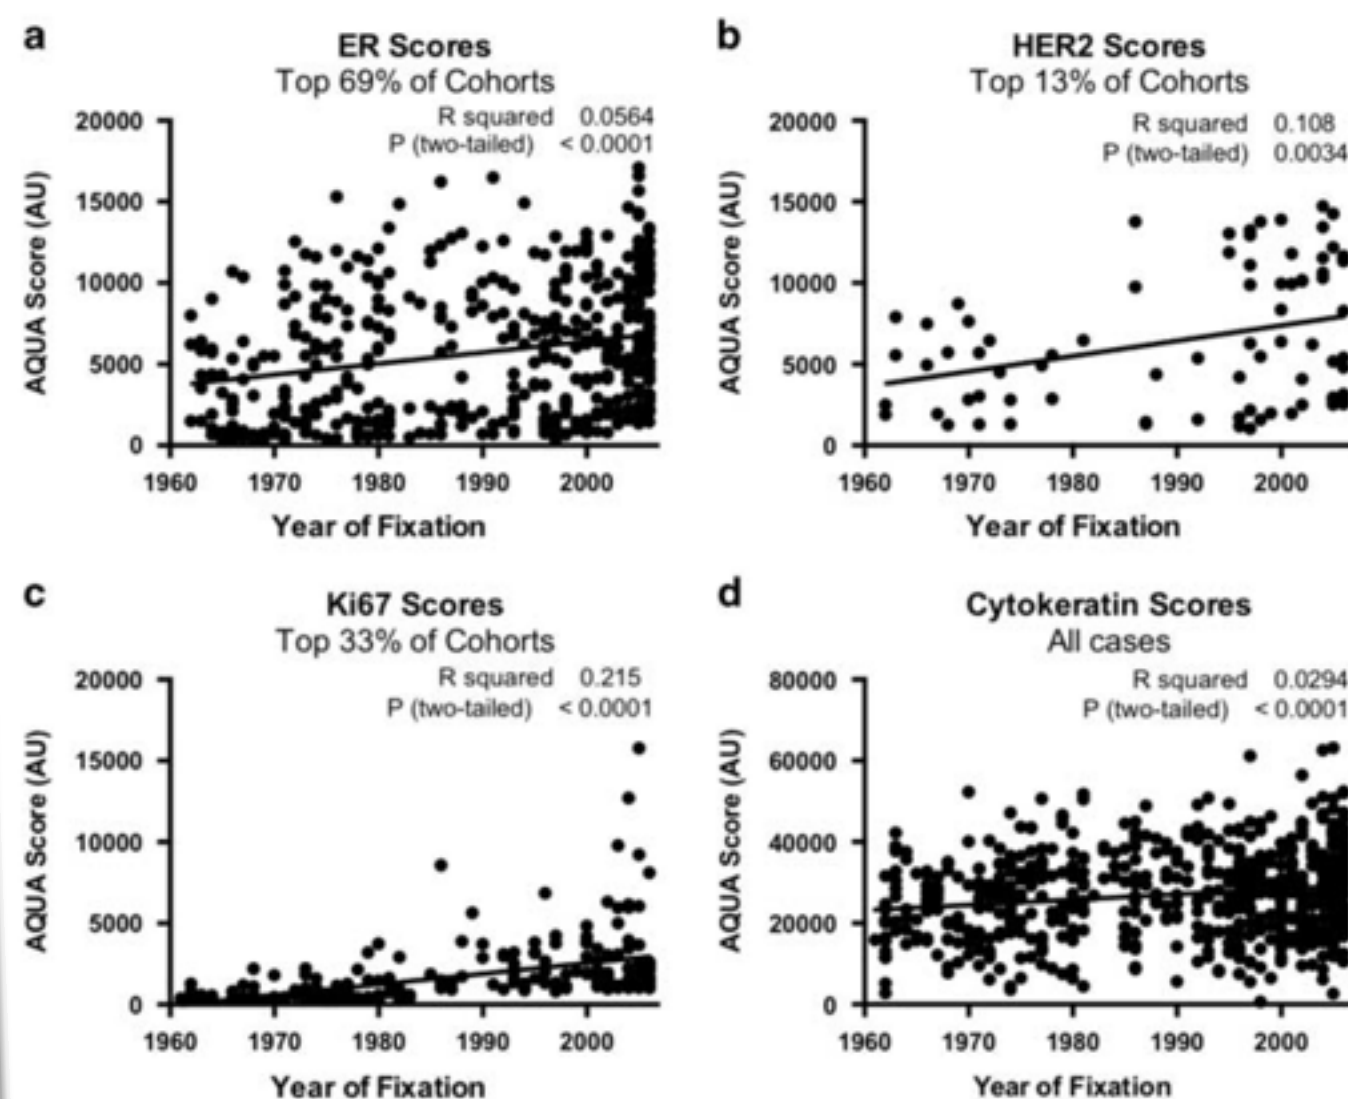 a
ER Scores
Top 69% of Cohorts
R squared 0.0564
P (two-tailed) < 0.0001
20000
15000
10000
5000
0
AQUA Score (AU)
1960 1970 1980 1990 2000
Year of Fixation
b
HER2 Scores
Top 13% of Cohorts
R squared 0.108
P (two-tailed) 0.0034
20000
15000
10000
5000
0
AQUA Score (AU)
1960 1970 1980 1990 2000
Year of Fixation
c
Ki67 Scores
Top 33% of Cohorts
R squared 0.215
P (two-tailed) < 0.0001
20000
15000
10000
5000
0
AQUA Score (AU)
1960 1970 1980 1990 2000
Year of Fixation
d
Cytokeratin Scores
All cases
R squared 0.0294
P (two-tailed) < 0.0001
80000
60000
40000
20000
0
AQUA Score (AU)
1960 1970 1980 1990 2000
Year of Fixation